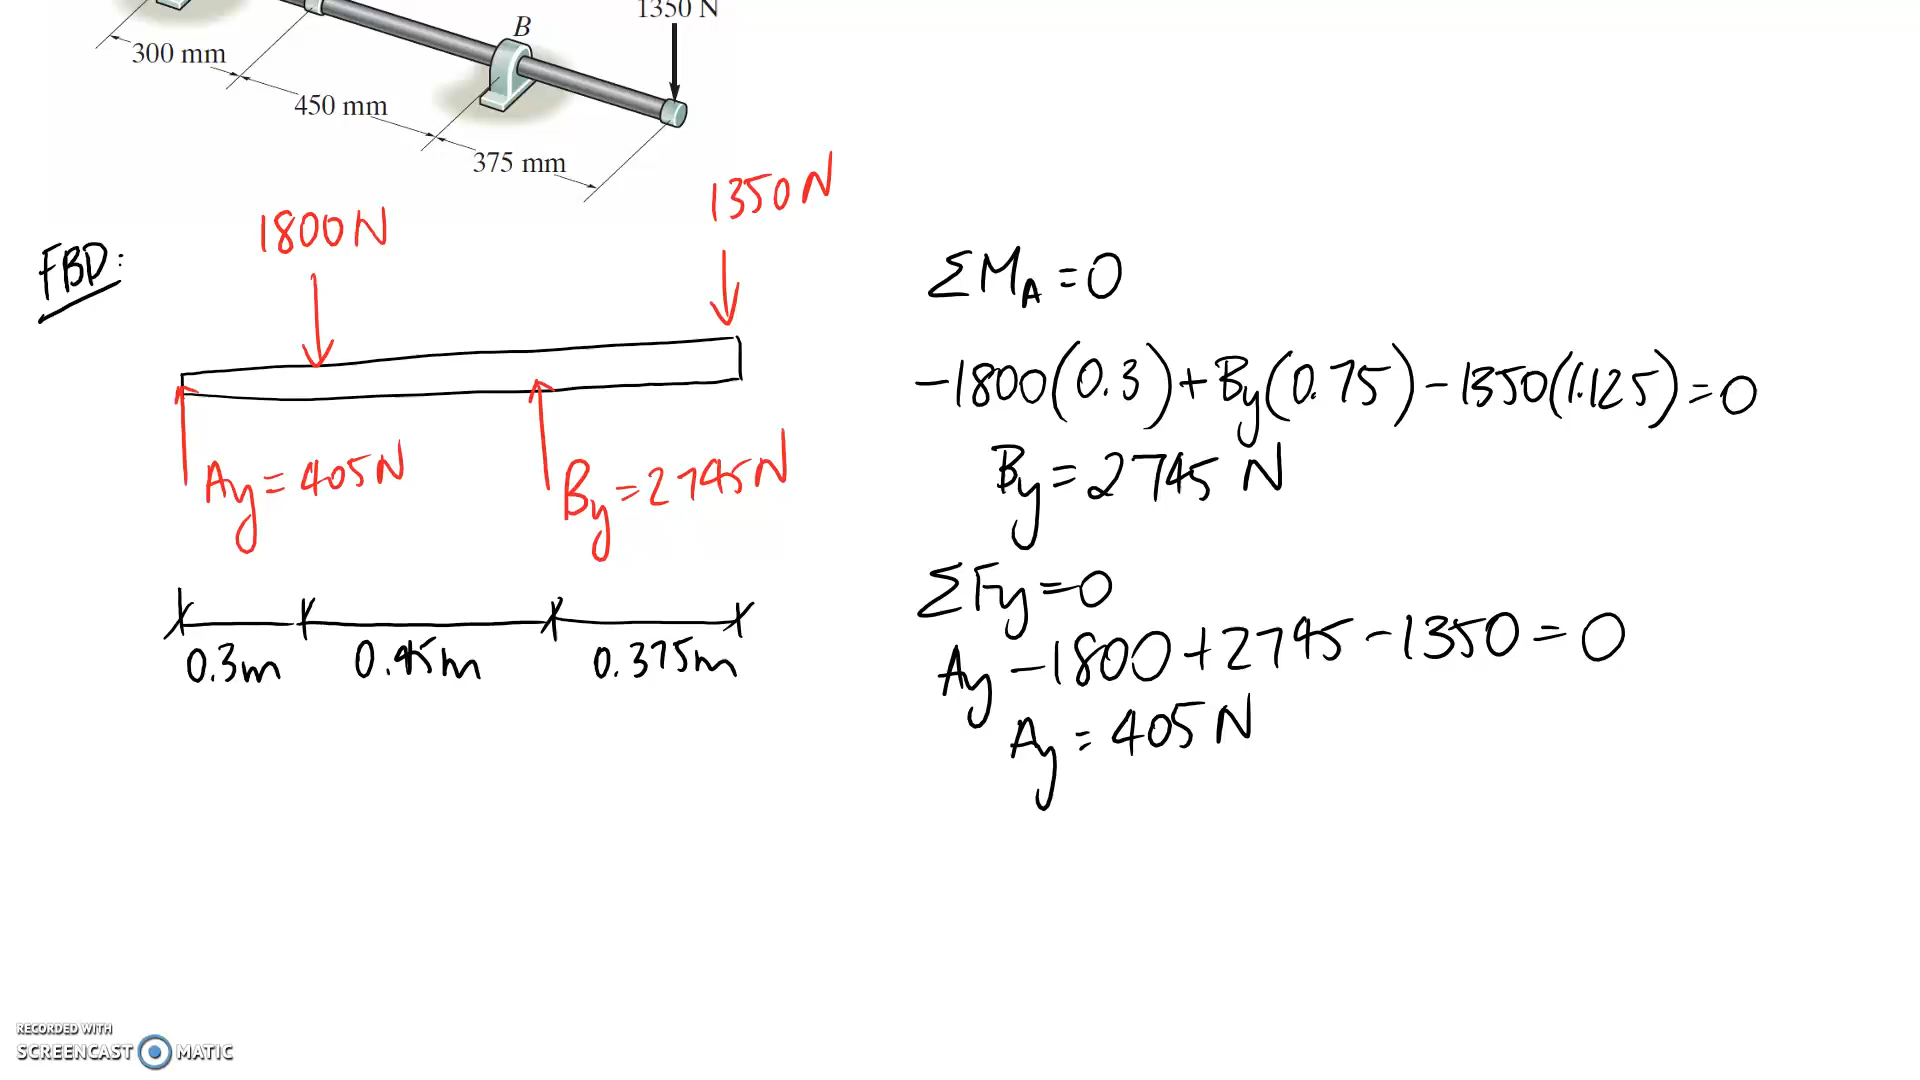 1350 N
B
300 mm
450 mm
375 mm
1350N
1800N
FBD:
Ay = 405N
By = 2745N
0.3m
0.45m
0.375m
ΣM_A = 0
-1800(0.3) + By(0.75) - 1350(1.125) = 0
By = 2745 N
ΣFy = 0
Ay - 1800 + 2745 - 1350 = 0
Ay = 405 N
RECORDED WITH
SCREENCAST MATIC